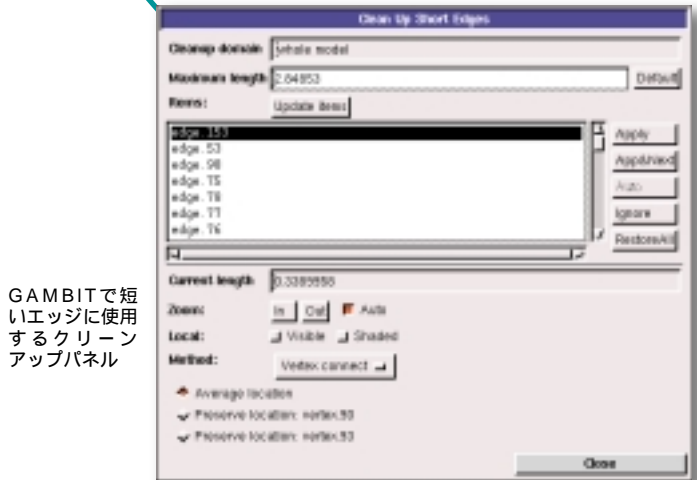 Clean Up Short Edges
Cleanup domain whole model
Maximum length 2.84853 Default
Items: Update items
edge.153
edge.53
edge.98
edge.75
edge.78
edge.77
edge.76
Apply
App&Next
Auto
Ignore
RestoreAll
Current length
Zoom: In Out Auto
Local: Visible Shaded
Method: Vertex connect
Average location
Preserve location: vertex.93
Preserve location: vertex.53
Close
GAMBITで短
いエッジに使用
するクリーン
アップパネル